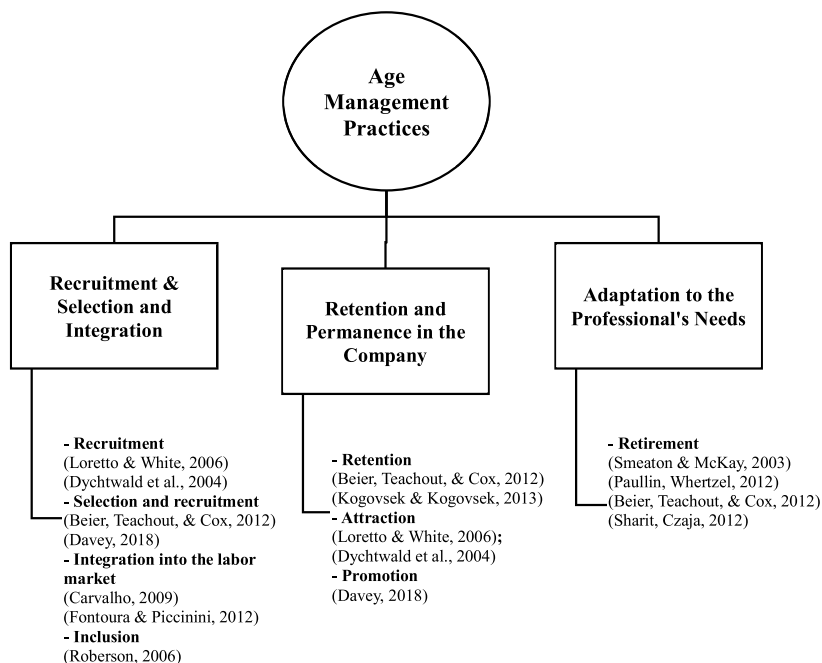 Age
Management
Practices
Recruitment &
Selection and
Integration
- Recruitment
(Loretto & White, 2006)
(Dychtwald et al., 2004)
- Selection and recruitment
(Beier, Teachout, & Cox, 2012)
(Davey, 2018)
- Integration into the labor
market
(Carvalho, 2009)
(Fontoura & Piccinini, 2012)
- Inclusion
(Roberson, 2006)
Retention and
Permanence in the
Company
- Retention
(Beier, Teachout, & Cox, 2012)
(Kogovsek & Kogovsek, 2013)
- Attraction
(Loretto & White, 2006);
(Dychtwald et al., 2004)
- Promotion
(Davey, 2018)
Adaptation to the
Professional's Needs
- Retirement
(Smeaton & McKay, 2003)
(Paullin, Whertzel, 2012)
(Beier, Teachout, & Cox, 2012)
(Sharit, Czaja, 2012)